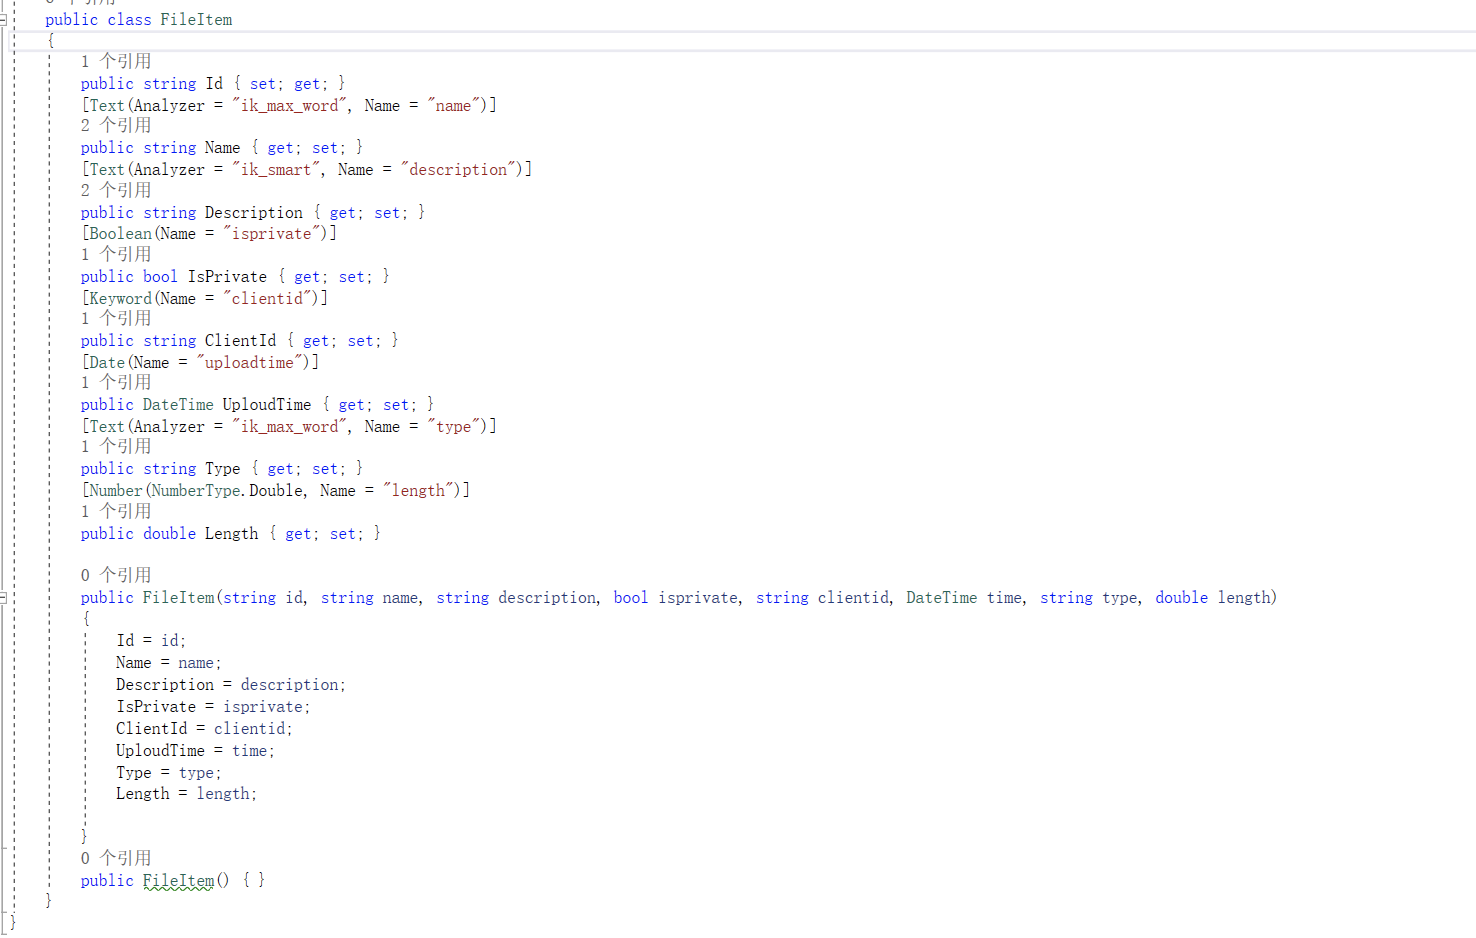 public class FileItem
{
1 个引用
public string Id { set; get; }
[Text(Analyzer = "ik_max_word", Name = "name")]
2 个引用
public string Name { get; set; }
[Text(Analyzer = "ik_smart", Name = "description")]
2 个引用
public string Description { get; set; }
[Boolean(Name = "isprivate")]
1 个引用
public bool IsPrivate { get; set; }
[Keyword(Name = "clientid")]
1 个引用
public string ClientId { get; set; }
[Date(Name = "uploadtime")]
1 个引用
public DateTime UploudTime { get; set; }
[Text(Analyzer = "ik_max_word", Name = "type")]
1 个引用
public string Type { get; set; }
[Number(NumberType.Double, Name = "length")]
1 个引用
public double Length { get; set; }
0 个引用
public FileItem(string id, string name, string description, bool isprivate, string clientid, DateTime time, string type, double length)
{
Id = id;
Name = name;
Description = description;
IsPrivate = isprivate;
ClientId = clientid;
UploudTime = time;
Type = type;
Length = length;
}
0 个引用
public FileItem() { }
}
}